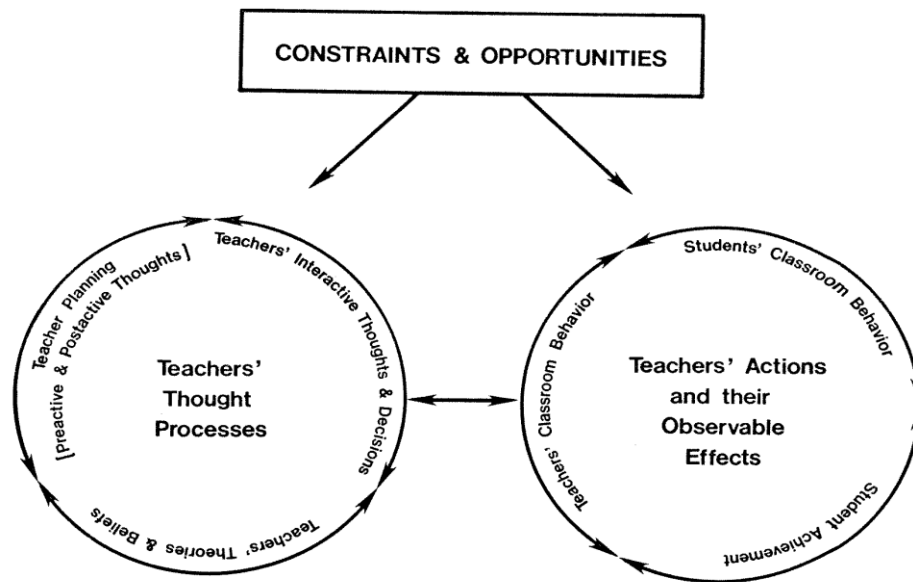 CONSTRAINTS & OPPORTUNITIES
Teacher Planning
[Preactive & Postactive Thoughts]
Teachers' Interactive Thoughts & Decisions
Teachers' Theories & Beliefs
Teachers'
Thought
Processes
Students' Classroom Behavior
Teachers' Classroom Behavior
Student Achievement
Teachers' Actions
and their
Observable
Effects